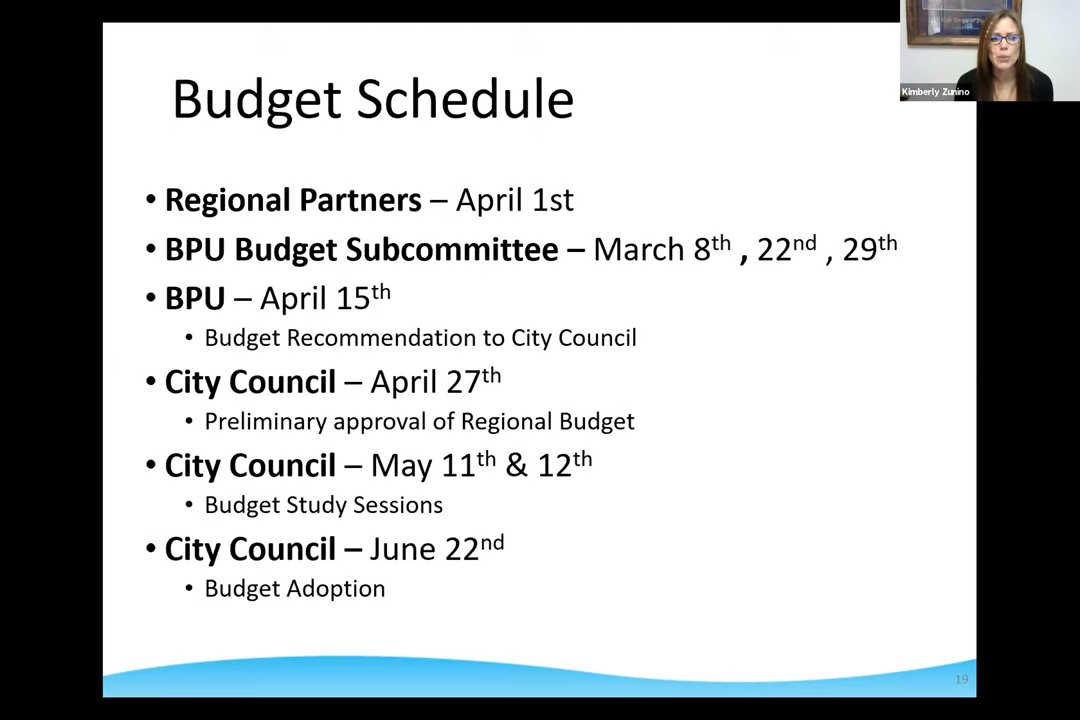 Budget Schedule
Kimberly Zunino
• Regional Partners – April 1st
• BPU Budget Subcommittee – March 8th , 22nd , 29th
• BPU – April 15th
• Budget Recommendation to City Council
• City Council – April 27th
• Preliminary approval of Regional Budget
• City Council – May 11th & 12th
• Budget Study Sessions
• City Council – June 22nd
• Budget Adoption
19